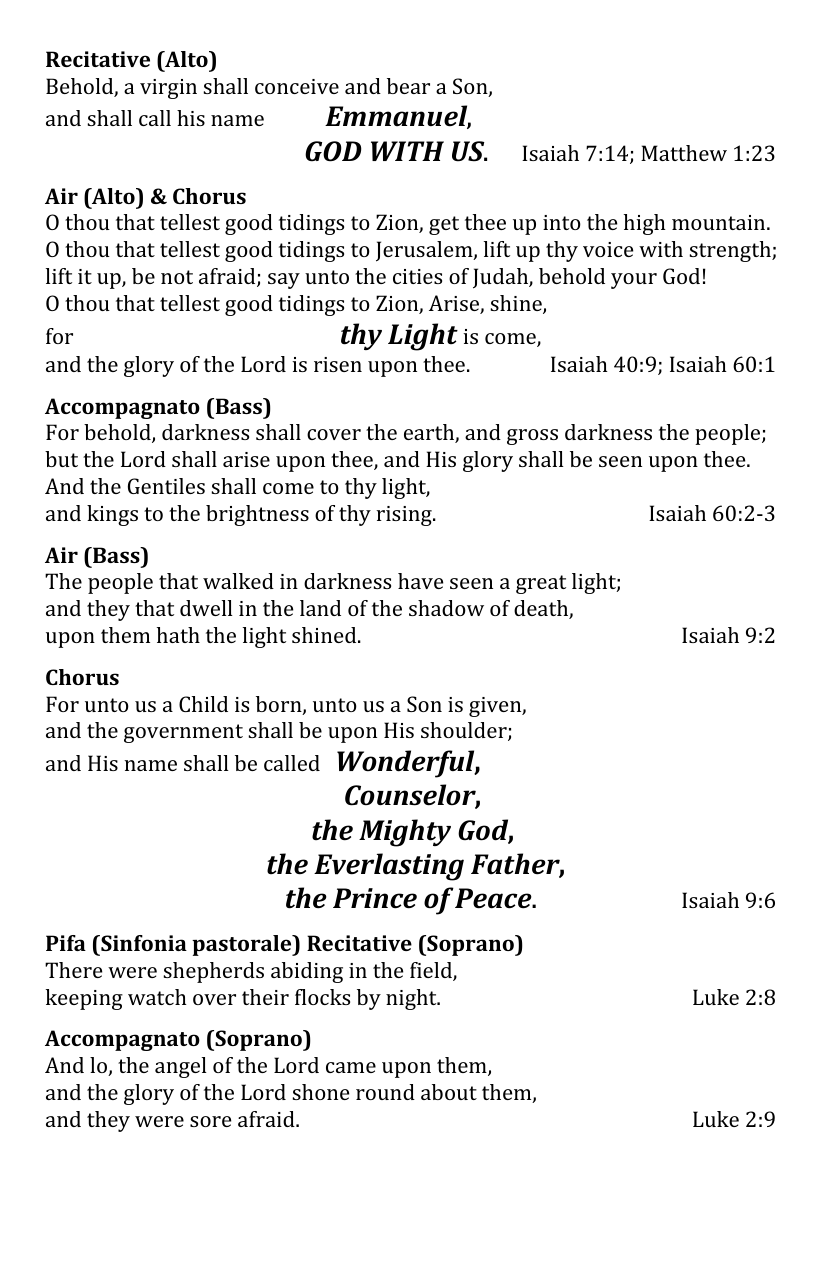 Recitative (Alto)
Behold, a virgin shall conceive and bear a Son,
and shall call his name Emmanuel,
GOD WITH US. Isaiah 7:14; Matthew 1:23
Air (Alto) & Chorus
O thou that tellest good tidings to Zion, get thee up into the high mountain.
O thou that tellest good tidings to Jerusalem, lift up thy voice with strength;
lift it up, be not afraid; say unto the cities of Judah, behold your God!
O thou that tellest good tidings to Zion, Arise, shine,
for thy Light is come,
and the glory of the Lord is risen upon thee. Isaiah 40:9; Isaiah 60:1
Accompagnato (Bass)
For behold, darkness shall cover the earth, and gross darkness the people;
but the Lord shall arise upon thee, and His glory shall be seen upon thee.
And the Gentiles shall come to thy light,
and kings to the brightness of thy rising. Isaiah 60:2-3
Air (Bass)
The people that walked in darkness have seen a great light;
and they that dwell in the land of the shadow of death,
upon them hath the light shined. Isaiah 9:2
Chorus
For unto us a Child is born, unto us a Son is given,
and the government shall be upon His shoulder;
and His name shall be called Wonderful,
Counselor,
the Mighty God,
the Everlasting Father,
the Prince of Peace. Isaiah 9:6
Pifa (Sinfonia pastorale) Recitative (Soprano)
There were shepherds abiding in the field,
keeping watch over their flocks by night. Luke 2:8
Accompagnato (Soprano)
And lo, the angel of the Lord came upon them,
and the glory of the Lord shone round about them,
and they were sore afraid. Luke 2:9